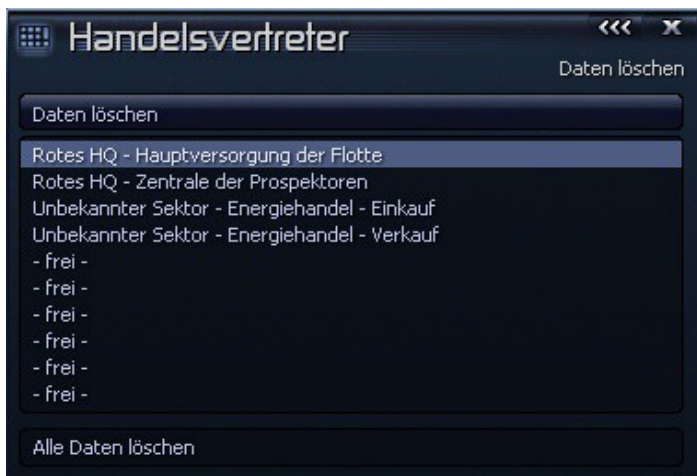 Handelsvertreter
<<< X
Daten löschen
Daten löschen
Rotes HQ - Hauptversorgung der Flotte
Rotes HQ - Zentrale der Prospektoren
Unbekannter Sektor - Energiehandel - Einkauf
Unbekannter Sektor - Energiehandel - Verkauf
- frei -
- frei -
- frei -
- frei -
- frei -
- frei -
Alle Daten löschen